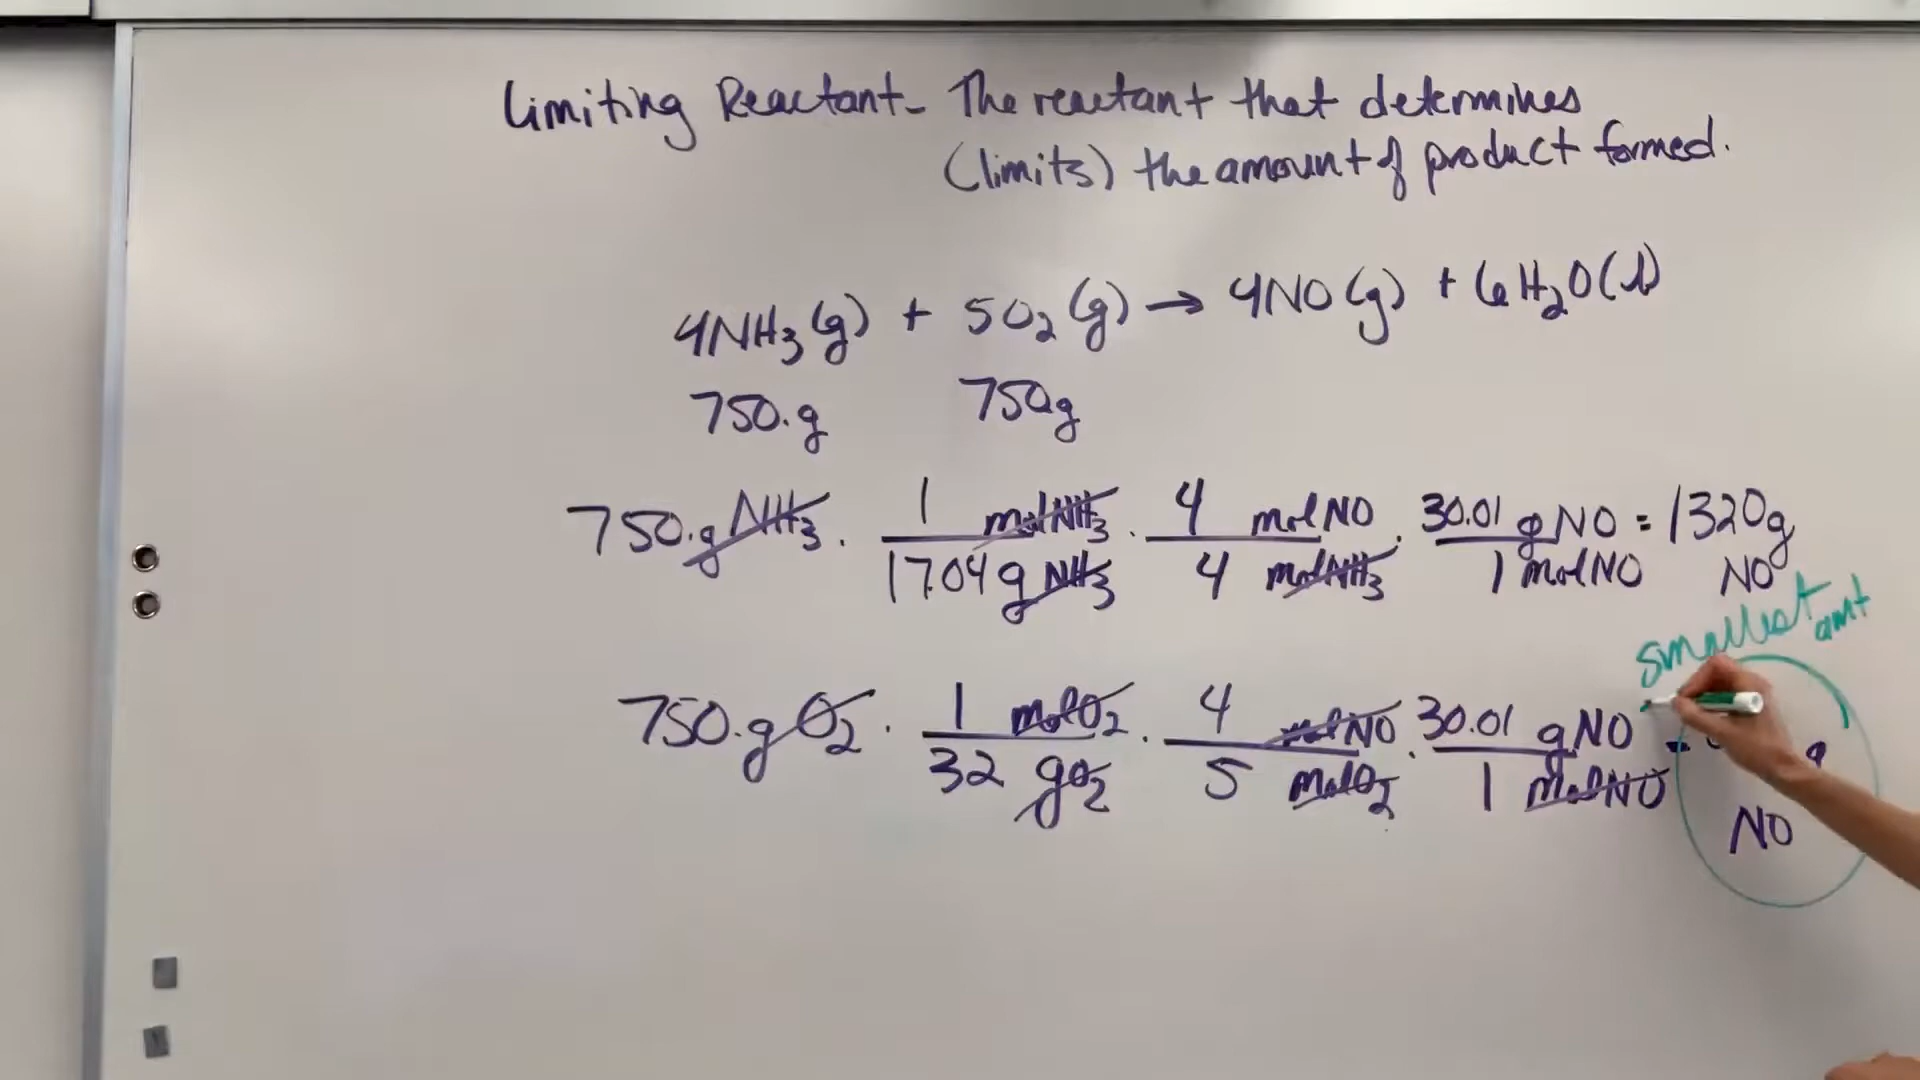 Limiting Reactant - The reactant that determines
(limits) the amount of product formed.
4NH₃(g) + 5O₂(g) → 4NO(g) + 6H₂O(l)
750.g 750.g
750.g NH₃ · 1 mol NH₃ / 17.04 g NH₃ · 4 mol NO / 4 mol NH₃ · 30.01 g NO / 1 mol NO = 1320g NO
smallest amt
750.g O₂ · 1 mol O₂ / 32 g O₂ · 4 mol NO / 5 mol O₂ · 30.01 g NO / 1 mol NO = g NO